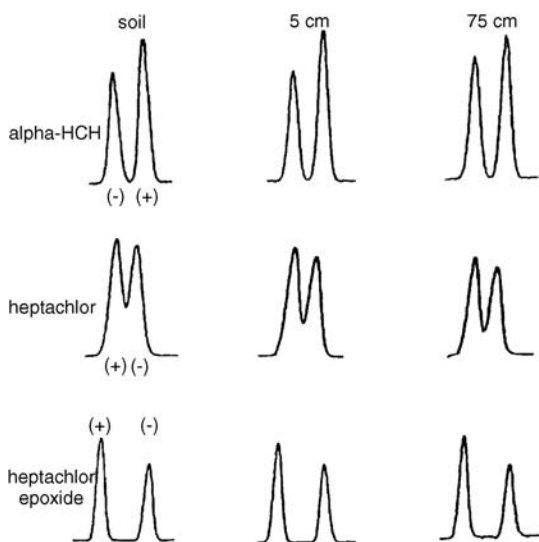 soil 5 cm 75 cm
alpha-HCH
(-) (+)
heptachlor
(+) (-)
(+) (-)
heptachlor
epoxide